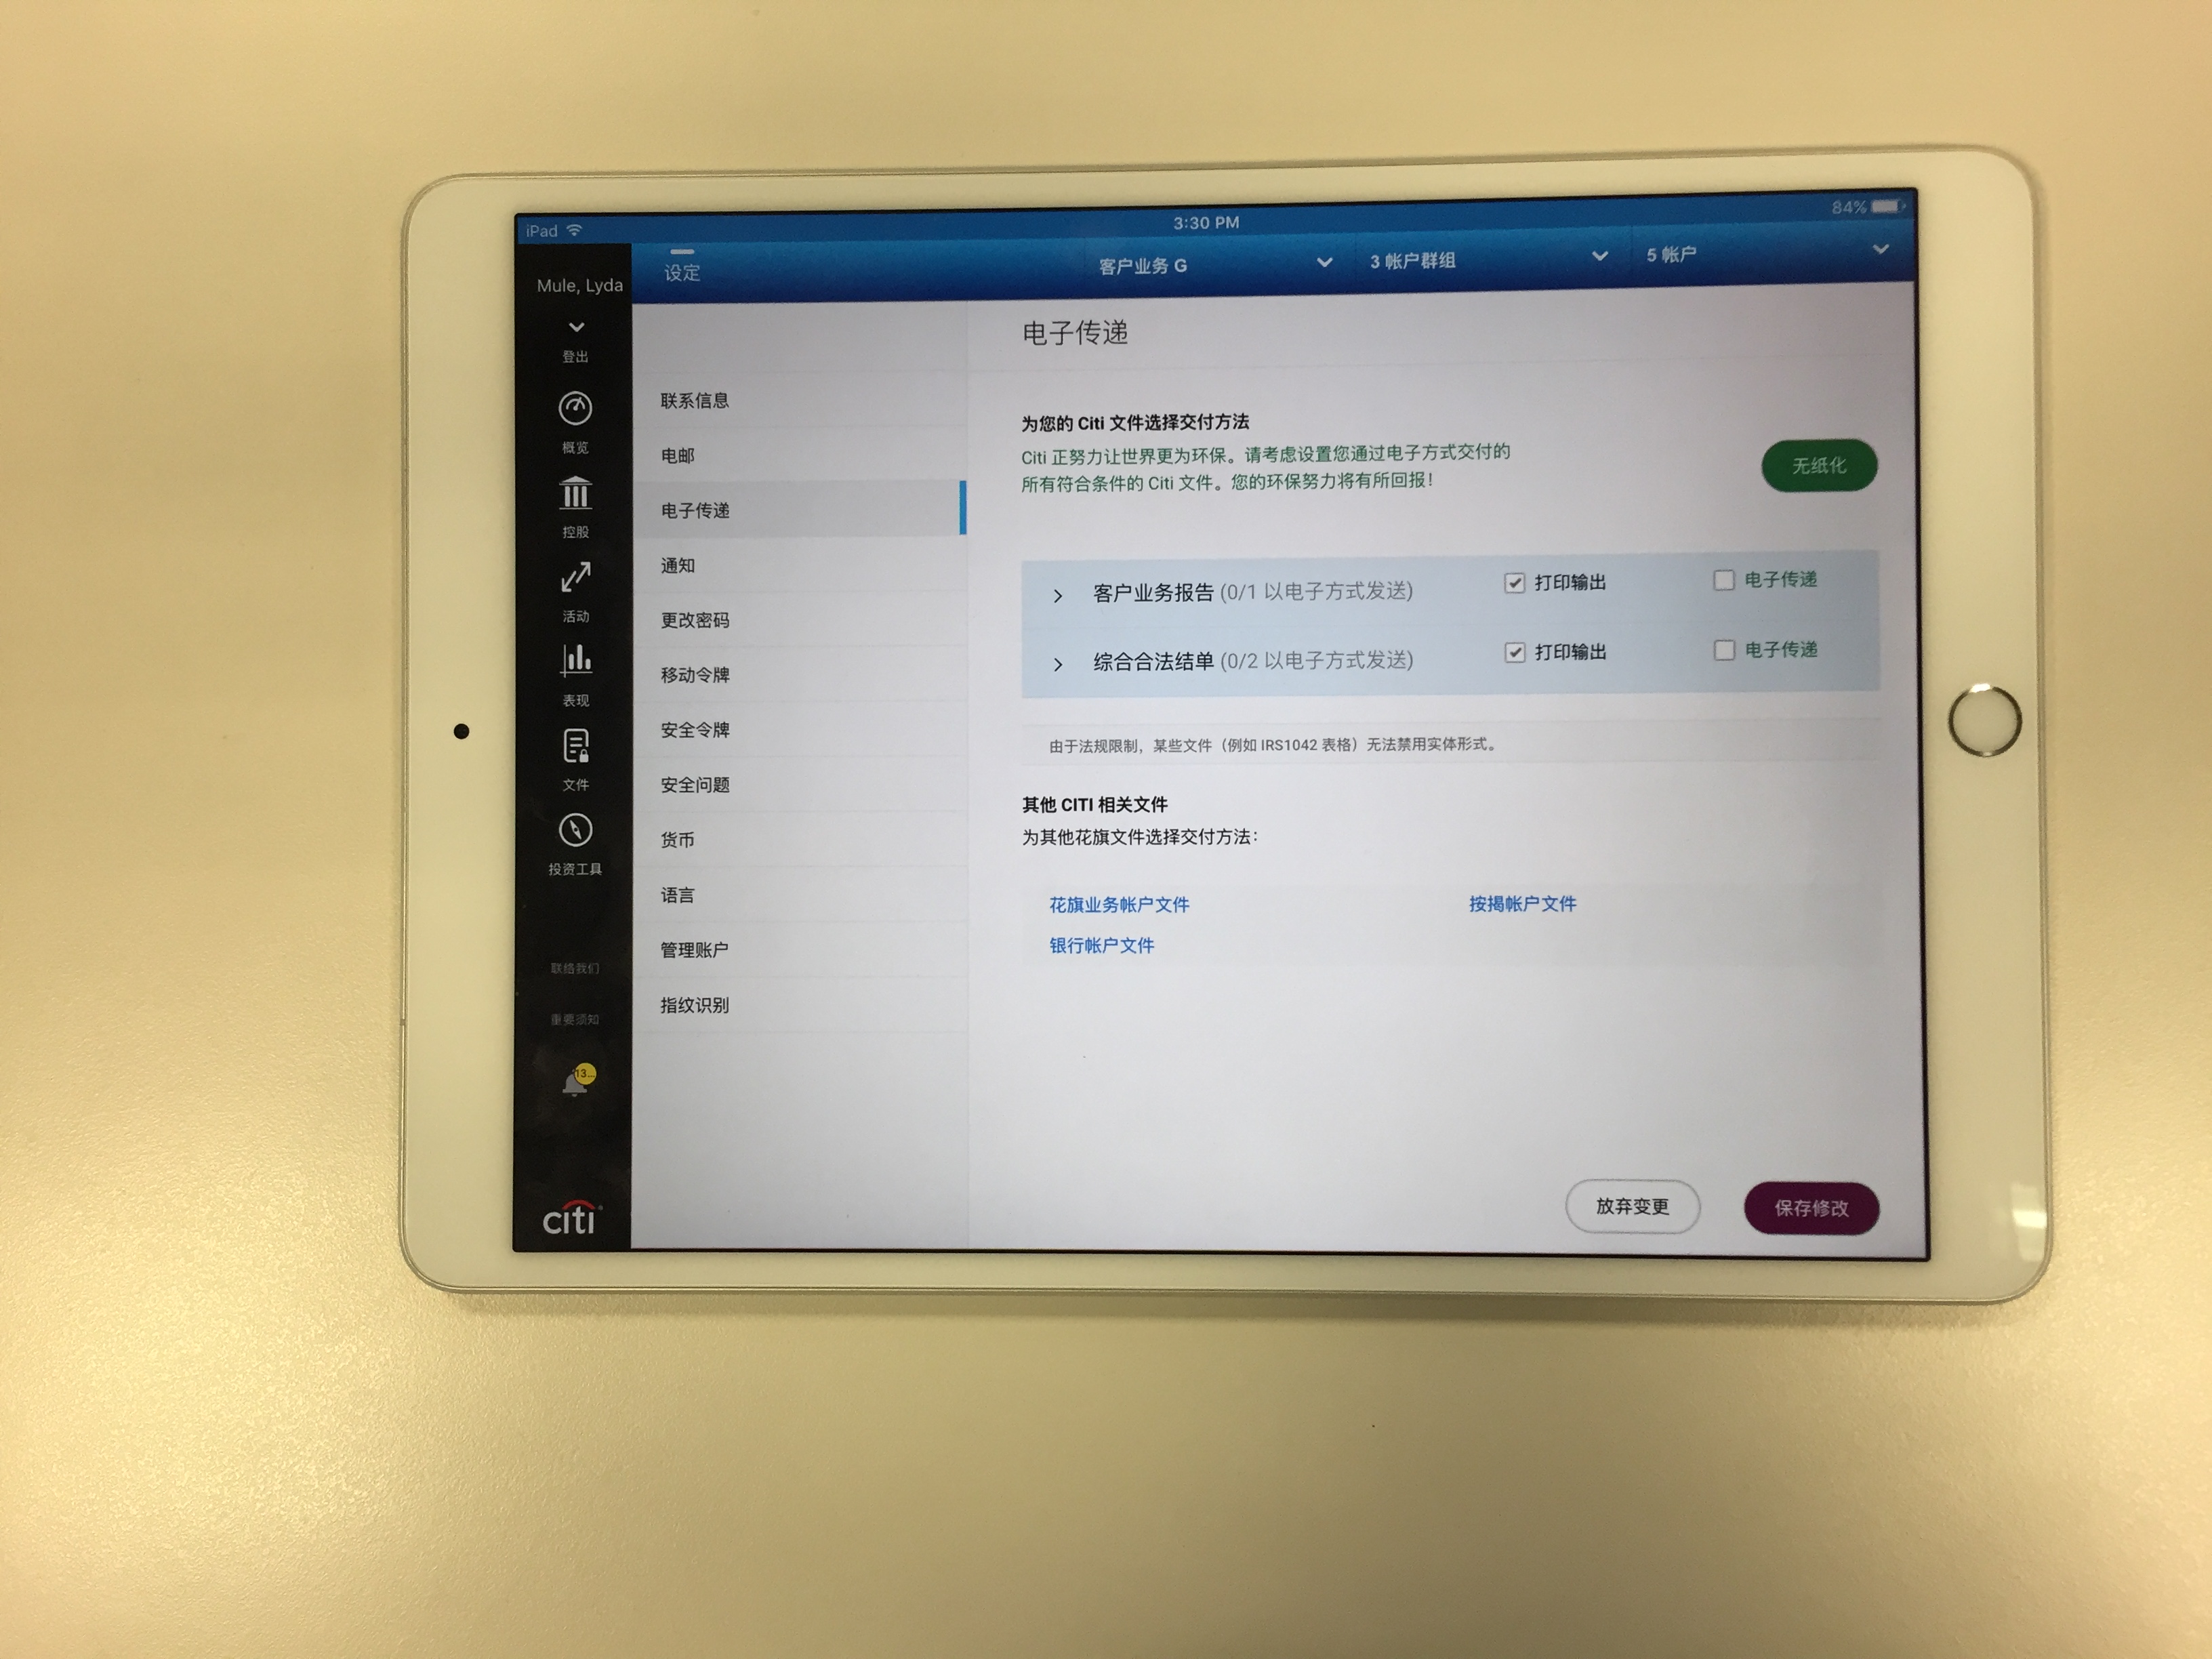 iPad
3:30 PM
84%
Mule, Lyda
登出
概览
控股
活动
表现
文件
投资工具
联络我们
重要须知
13...
citi
设定
客户业务 G
3 帐户群组
5 帐户
联系信息
电邮
电子传递
通知
更改密码
移动令牌
安全令牌
安全问题
货币
语言
管理账户
指纹识别
电子传递
为您的 Citi 文件选择交付方法
Citi 正努力让世界更为环保。请考虑设置您通过电子方式交付的
所有符合条件的 Citi 文件。您的环保努力将有所回报！
无纸化
客户业务报告 (0/1 以电子方式发送) 打印输出 电子传递
综合合法结单 (0/2 以电子方式发送) 打印输出 电子传递
由于法规限制，某些文件（例如 IRS1042 表格）无法禁用实体形式。
其他 CITI 相关文件
为其他花旗文件选择交付方法：
花旗业务帐户文件 按揭帐户文件
银行帐户文件
放弃变更 保存修改